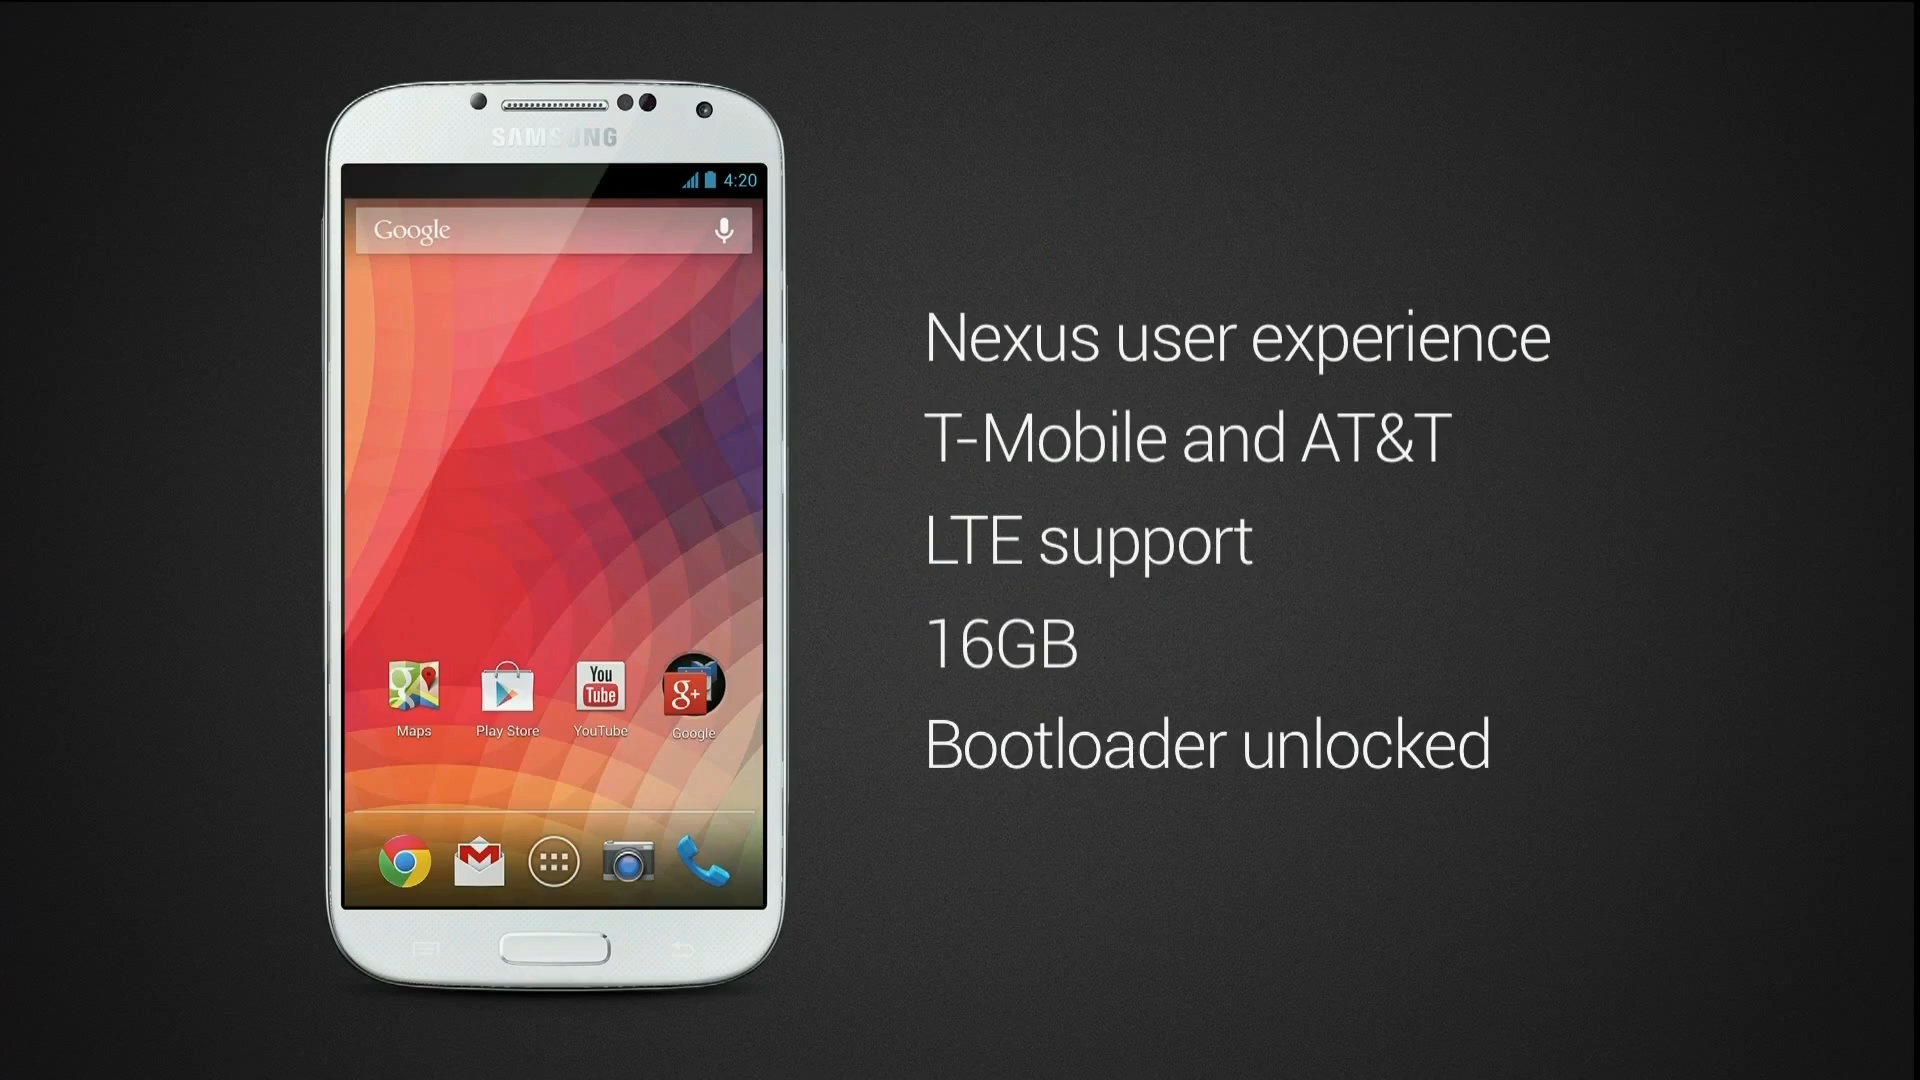 SAMSUNG
4:20
Google
Nexus user experience
T-Mobile and AT&T
LTE support
16GB
Bootloader unlocked
You
Tube
g+
Maps
Play Store
YouTube
Google